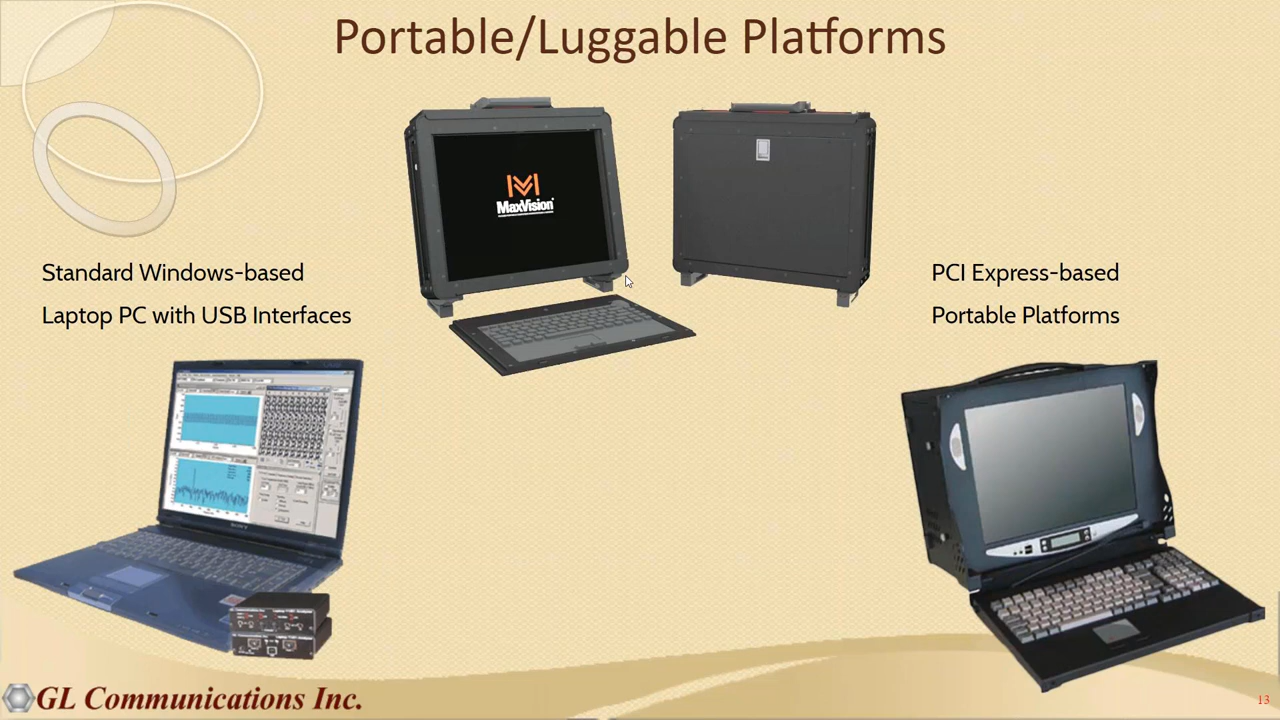 Portable/Luggable Platforms
MaxVision
Standard Windows-based
Laptop PC with USB Interfaces
PCI Express-based
Portable Platforms
SONY
GL Communications Inc.
13